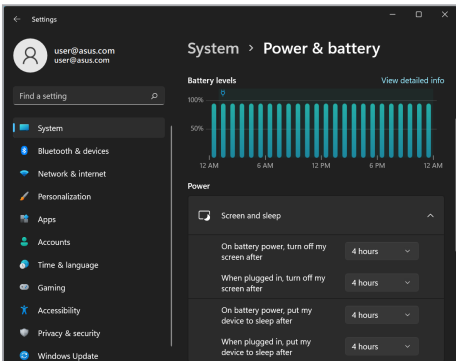 Settings
user@asus.com
user@asus.com
Find a setting
System
Bluetooth & devices
Network & internet
Personalization
Apps
Accounts
Time & language
Gaming
Accessibility
Privacy & security
Windows Update
System > Power & battery
Battery levels
View detailed info
100%
50%
12 AM 6 AM 12 PM 6 PM 12 AM
Power
Screen and sleep
On battery power, turn off my
screen after
4 hours
When plugged in, turn off my
screen after
4 hours
On battery power, put my
device to sleep after
4 hours
When plugged in, put my
device to sleep after
4 hours